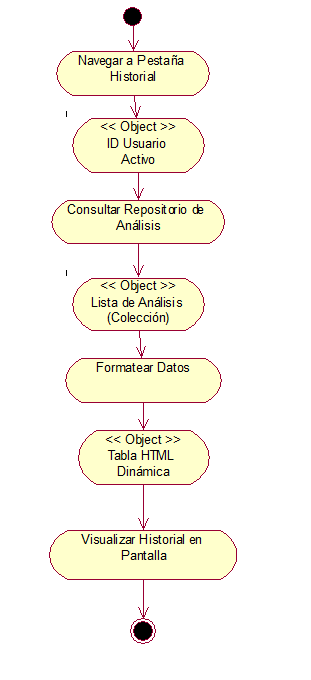 Navegar a Pestaña
Historial
<< Object >>
ID Usuario
Activo
Consultar Repositorio de
Análisis
<< Object >>
Lista de Análisis
(Colección)
Formatear Datos
<< Object >>
Tabla HTML
Dinámica
Visualizar Historial en
Pantalla